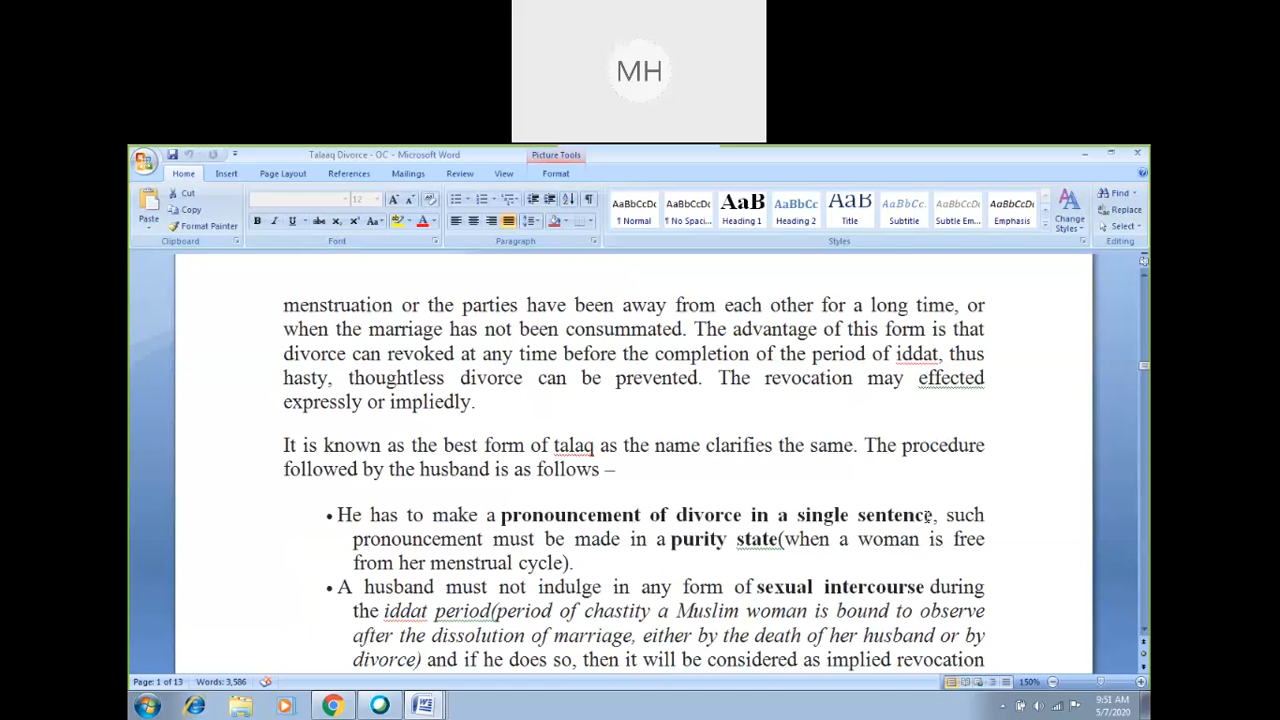 MH
Talaaq Divorce - OC - Microsoft Word
Picture Tools
Home Insert Page Layout References Mailings Review View Format
Paste
Cut
Copy
Format Painter
Clipboard
12
B I U abc
Font
Paragraph
AaBbCcDc AaBbCcDc AaBb AaBbCc AaBb AaBbCc AaBbCcDc AaBbCcDc
¶ Normal ¶ No Spaci... Heading 1 Heading 2 Title Subtitle Subtle Em... Emphasis
Styles
Change Styles
Find
Replace
Select
Editing
menstruation or the parties have been away from each other for a long time, or
when the marriage has not been consummated. The advantage of this form is that
divorce can revoked at any time before the completion of the period of iddat, thus
hasty, thoughtless divorce can be prevented. The revocation may effected
expressly or impliedly.
It is known as the best form of talaq as the name clarifies the same. The procedure
followed by the husband is as follows –
• He has to make a pronouncement of divorce in a single sentence, such
pronouncement must be made in a purity state(when a woman is free
from her menstrual cycle).
• A husband must not indulge in any form of sexual intercourse during
the iddat period(period of chastity a Muslim woman is bound to observe
after the dissolution of marriage, either by the death of her husband or by
divorce) and if he does so, then it will be considered as implied revocation
Page: 1 of 13 Words: 3,586
150%
9:51 AM
5/7/2020